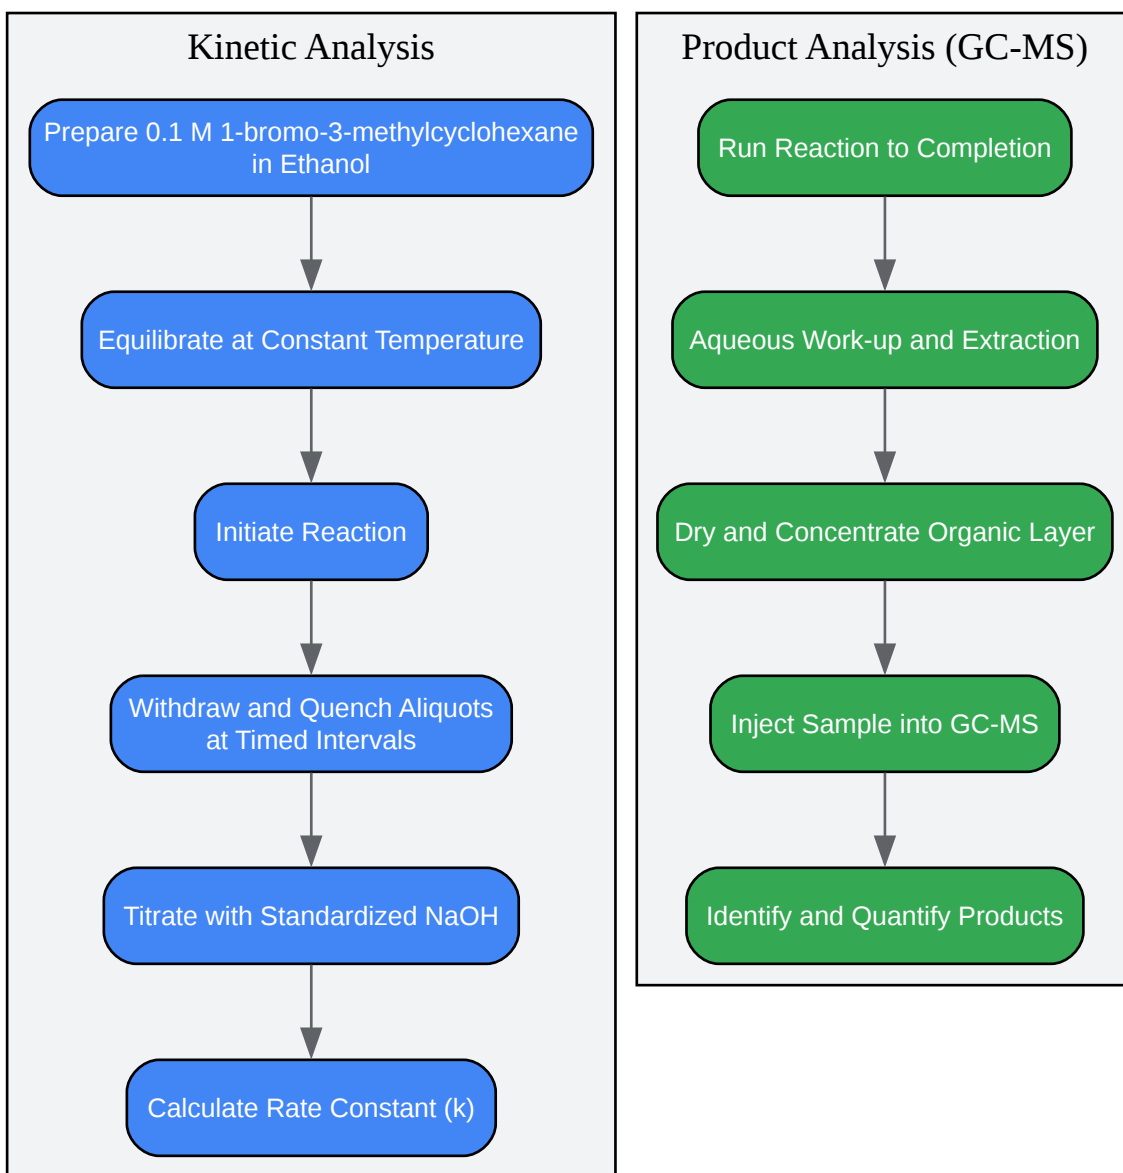 Kinetic Analysis
Prepare 0.1 M 1-bromo-3-methylcyclohexane
in Ethanol
Equilibrate at Constant Temperature
Initiate Reaction
Withdraw and Quench Aliquots
at Timed Intervals
Titrate with Standardized NaOH
Calculate Rate Constant (k)
Product Analysis (GC-MS)
Run Reaction to Completion
Aqueous Work-up and Extraction
Dry and Concentrate Organic Layer
Inject Sample into GC-MS
Identify and Quantify Products